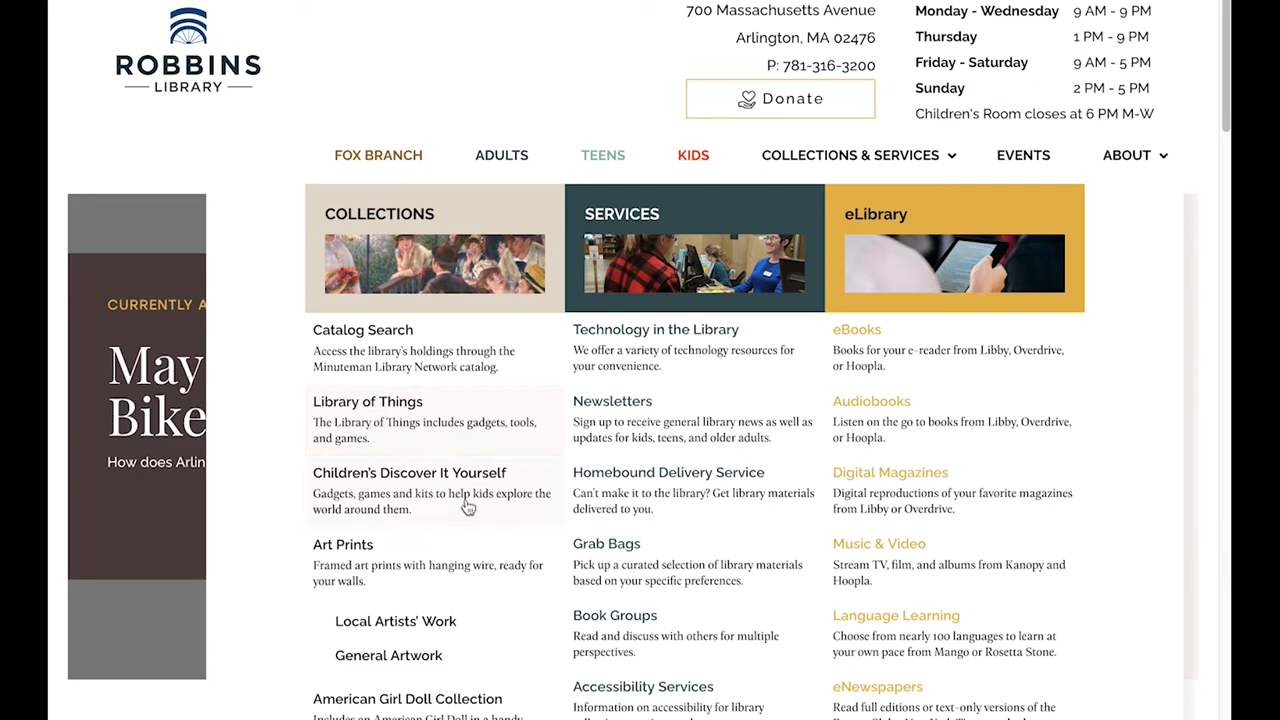 ROBBINS
LIBRARY
700 Massachusetts Avenue
Arlington, MA 02476
P: 781-316-3200
Donate
Monday - Wednesday 9 AM - 9 PM
Thursday 1 PM - 9 PM
Friday - Saturday 9 AM - 5 PM
Sunday 2 PM - 5 PM
Children's Room closes at 6 PM M-W
FOX BRANCH ADULTS TEENS KIDS COLLECTIONS & SERVICES EVENTS ABOUT
CURRENTLY A
May
Bike
How does Arlin
COLLECTIONS
Catalog Search
Access the library's holdings through the
Minuteman Library Network catalog.
Library of Things
The Library of Things includes gadgets, tools,
and games.
Children's Discover It Yourself
Gadgets, games and kits to help kids explore the
world around them.
Art Prints
Framed art prints with hanging wire, ready for
your walls.
Local Artists' Work
General Artwork
American Girl Doll Collection
Includes an American Girl Doll in a handy
SERVICES
Technology in the Library
We offer a variety of technology resources for
your convenience.
Newsletters
Sign up to receive general library news as well as
updates for kids, teens, and older adults.
Homebound Delivery Service
Can't make it to the library? Get library materials
delivered to you.
Grab Bags
Pick up a curated selection of library materials
based on your specific preferences.
Book Groups
Read and discuss with others for multiple
perspectives.
Accessibility Services
Information on accessibility for library
eLibrary
eBooks
Books for your e-reader from Libby, Overdrive,
or Hoopla.
Audiobooks
Listen on the go to books from Libby, Overdrive,
or Hoopla.
Digital Magazines
Digital reproductions of your favorite magazines
from Libby or Overdrive.
Music & Video
Stream TV, film, and albums from Kanopy and
Hoopla.
Language Learning
Choose from nearly 100 languages to learn at
your own pace from Mango or Rosetta Stone.
eNewspapers
Read full editions or text-only versions of the